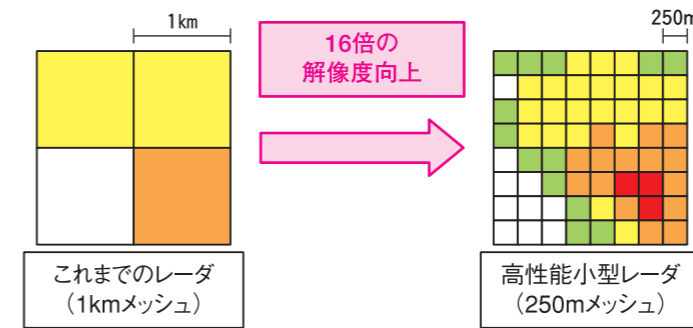 1km
16倍の
解像度向上
250m
これまでのレーダ
（1kmメッシュ）
高性能小型レーダ
（250mメッシュ）